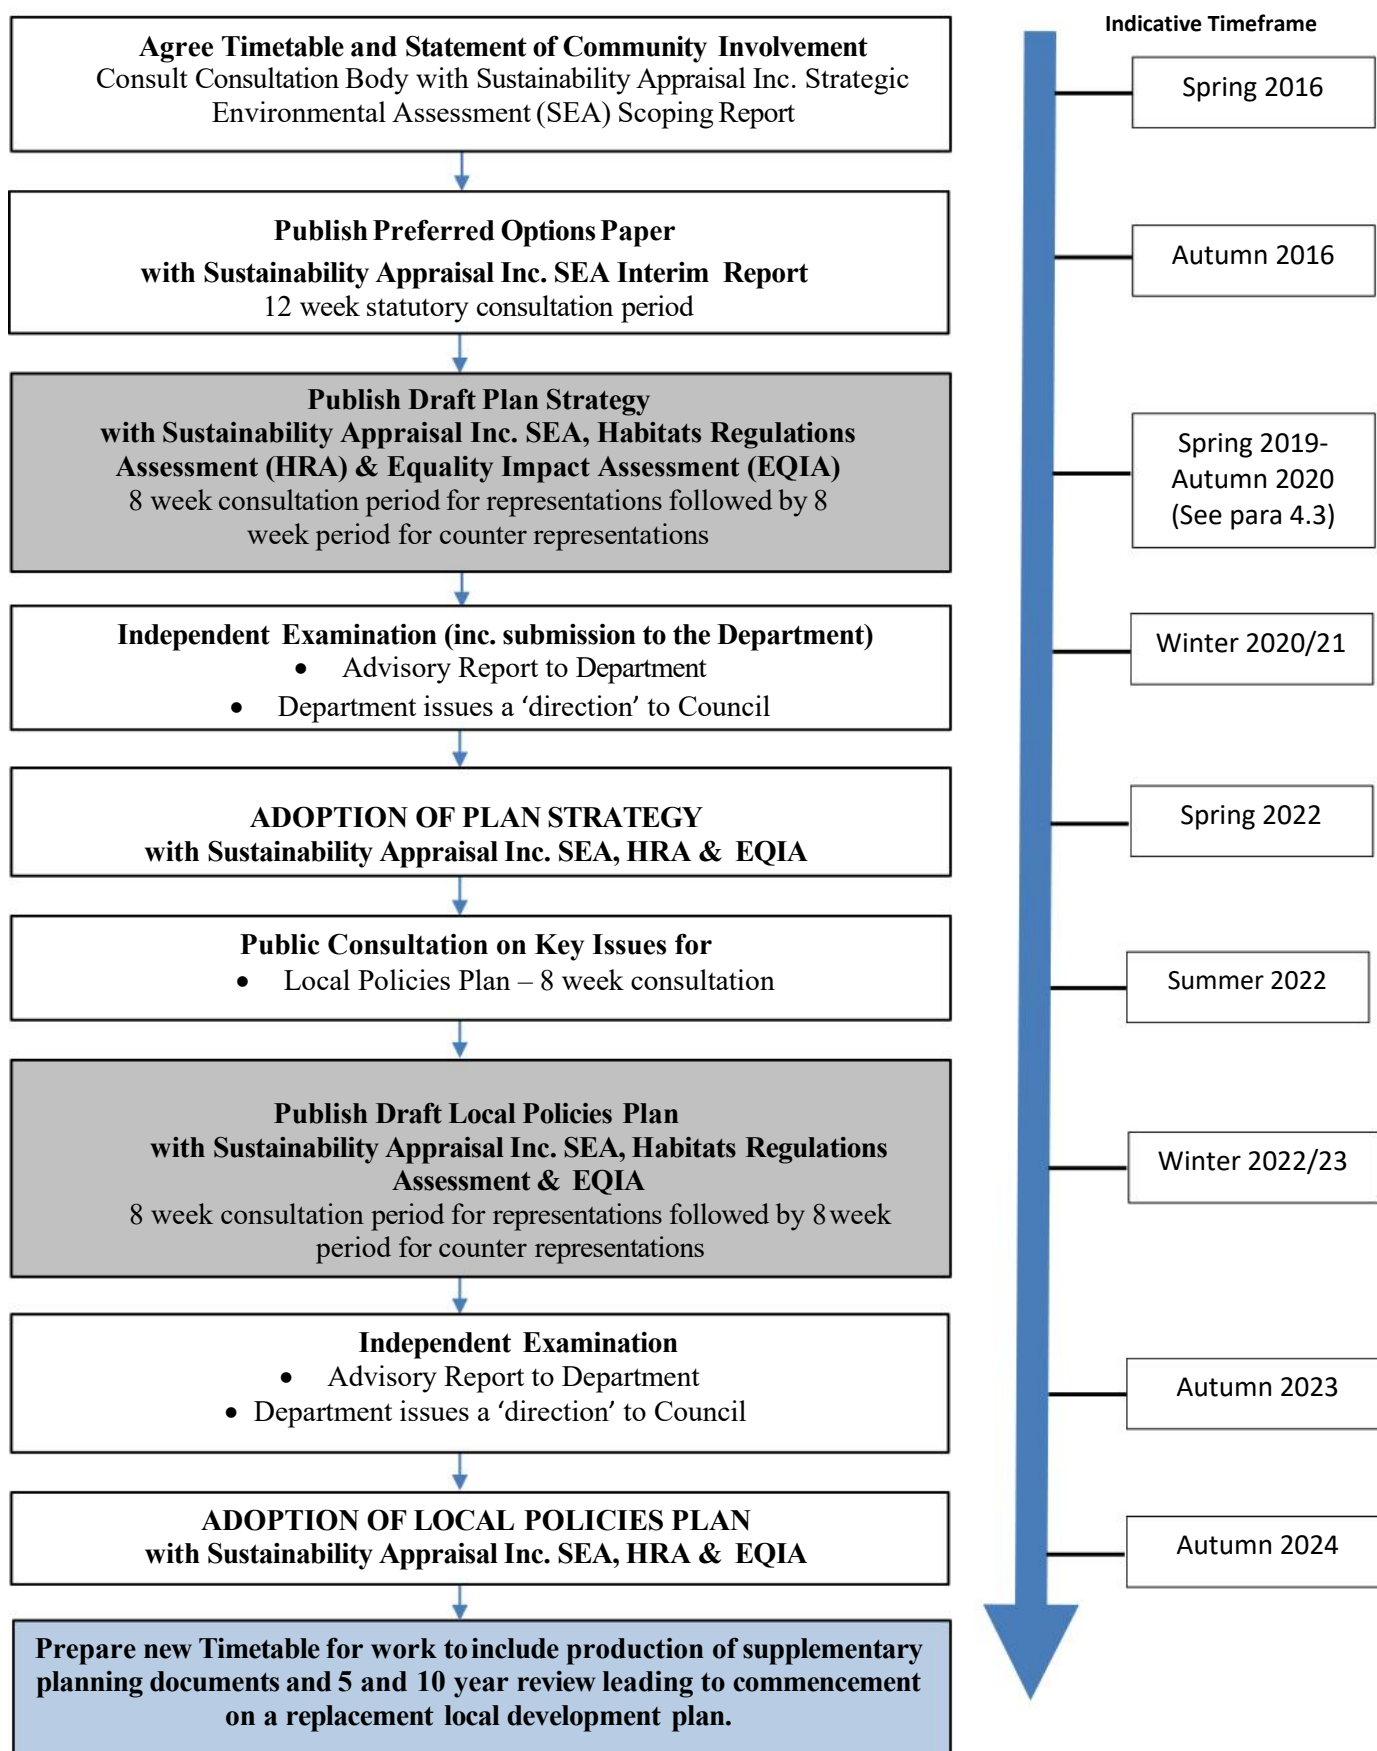 Indicative Timeframe
Agree Timetable and Statement of Community Involvement
Consult Consultation Body with Sustainability Appraisal Inc. Strategic
Environmental Assessment (SEA) Scoping Report
Spring 2016
Publish Preferred Options Paper
with Sustainability Appraisal Inc. SEA Interim Report
12 week statutory consultation period
Autumn 2016
Publish Draft Plan Strategy
with Sustainability Appraisal Inc. SEA, Habitats Regulations
Assessment (HRA) & Equality Impact Assessment (EQIA)
8 week consultation period for representations followed by 8
week period for counter representations
Spring 2019-
Autumn 2020
(See para 4.3)
Independent Examination (inc. submission to the Department)
• Advisory Report to Department
• Department issues a ‘direction’ to Council
Winter 2020/21
ADOPTION OF PLAN STRATEGY
with Sustainability Appraisal Inc. SEA, HRA & EQIA
Spring 2022
Public Consultation on Key Issues for
• Local Policies Plan – 8 week consultation
Summer 2022
Publish Draft Local Policies Plan
with Sustainability Appraisal Inc. SEA, Habitats Regulations
Assessment & EQIA
8 week consultation period for representations followed by 8 week
period for counter representations
Winter 2022/23
Independent Examination
• Advisory Report to Department
• Department issues a ‘direction’ to Council
Autumn 2023
ADOPTION OF LOCAL POLICIES PLAN
with Sustainability Appraisal Inc. SEA, HRA & EQIA
Autumn 2024
Prepare new Timetable for work to include production of supplementary
planning documents and 5 and 10 year review leading to commencement
on a replacement local development plan.